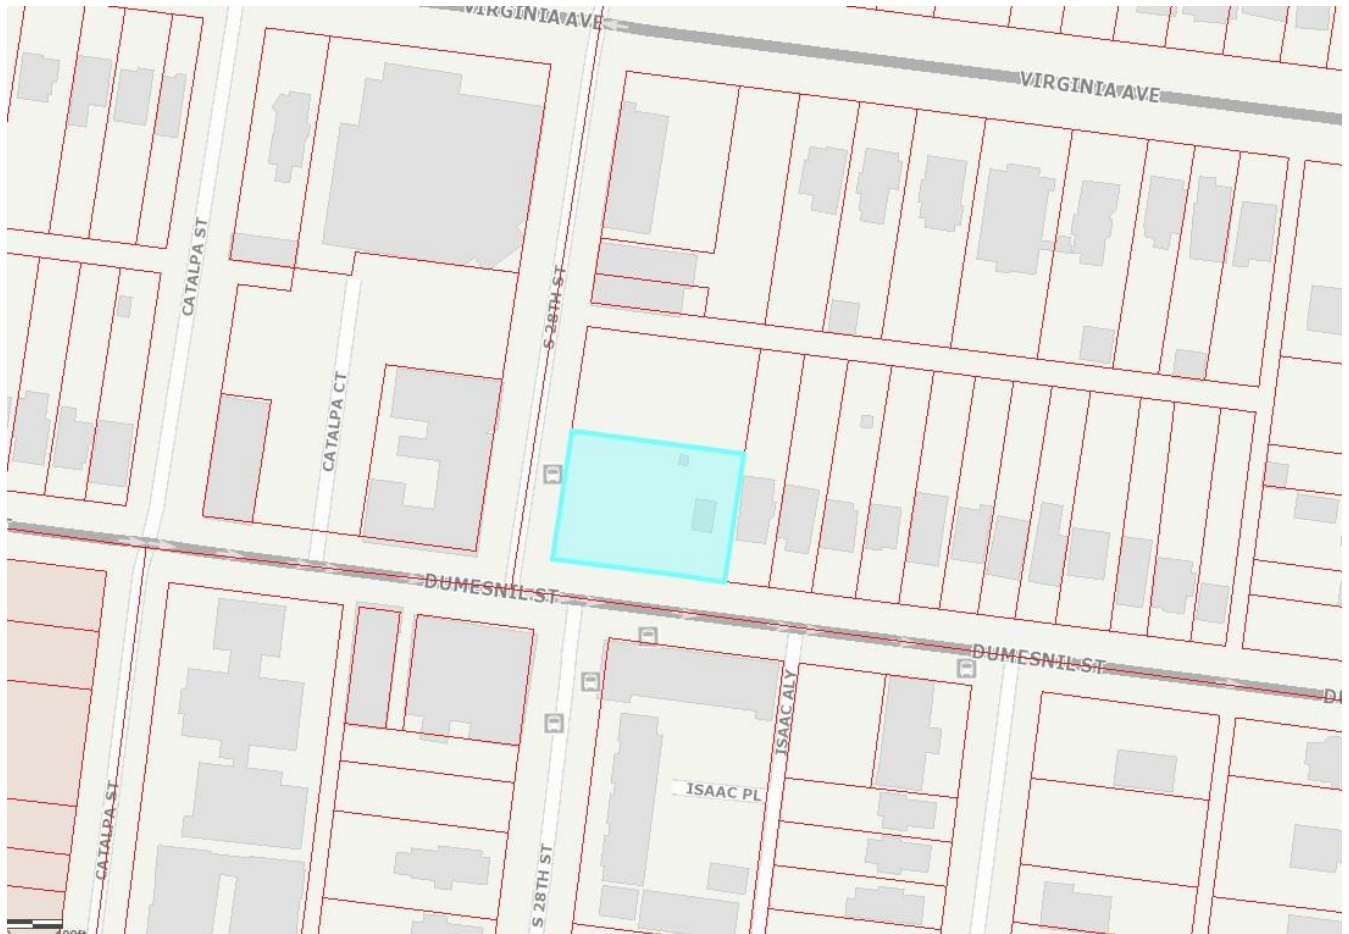 VIRGINIA AVE
VIRGINIA AVE
CATALPA ST
S 28TH ST
CATALPA CT
DUMESNIL ST
DUMESNIL ST
ISAAC ALY
ISAAC PL
CATALPA ST
S 28TH ST